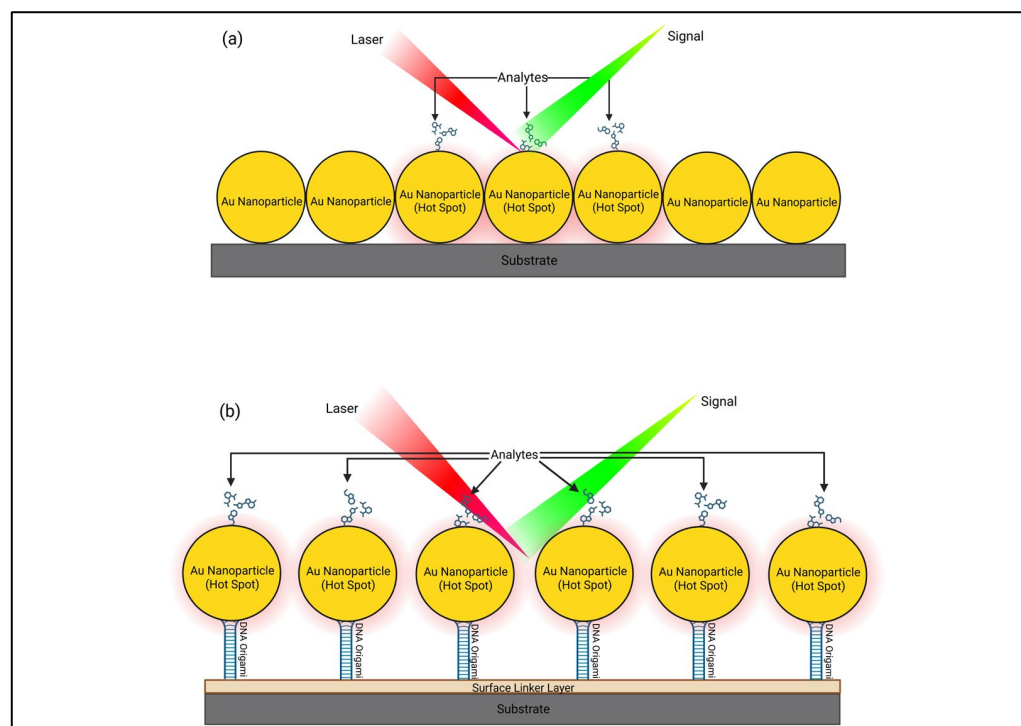 (a)
Laser
Signal
Analytes
Au Nanoparticle
Au Nanoparticle
Au Nanoparticle
(Hot Spot)
Au Nanoparticle
(Hot Spot)
Au Nanoparticle
(Hot Spot)
Au Nanoparticle
Au Nanoparticle
Substrate
(b)
Laser
Signal
Analytes
Au Nanoparticle
(Hot Spot)
Au Nanoparticle
(Hot Spot)
Au Nanoparticle
(Hot Spot)
Au Nanoparticle
(Hot Spot)
Au Nanoparticle
(Hot Spot)
Au Nanoparticle
(Hot Spot)
DNA Origami
DNA Origami
DNA Origami
DNA Origami
DNA Origami
DNA Origami
Surface Linker Layer
Substrate